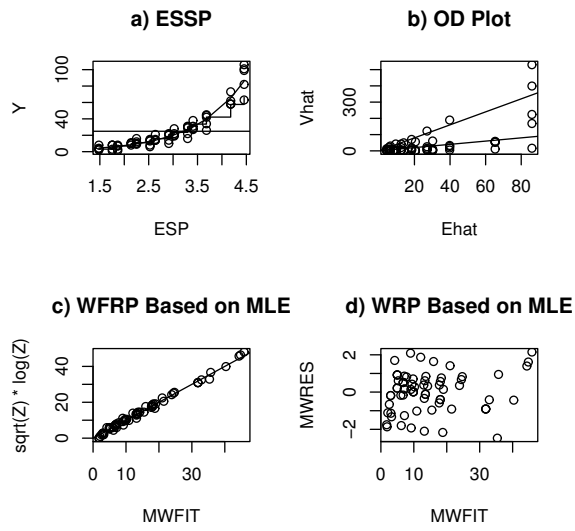 a) ESSP
Y
0 40 100
1.5 2.5 3.5 4.5
ESP
b) OD Plot
Vhat
0 300
20 40 60 80
Ehat
c) WFRP Based on MLE
sqrt(Z) * log(Z)
0 20 40
0 10 30
MWFIT
d) WRP Based on MLE
MWRES
−2 0 2
0 10 30
MWFIT